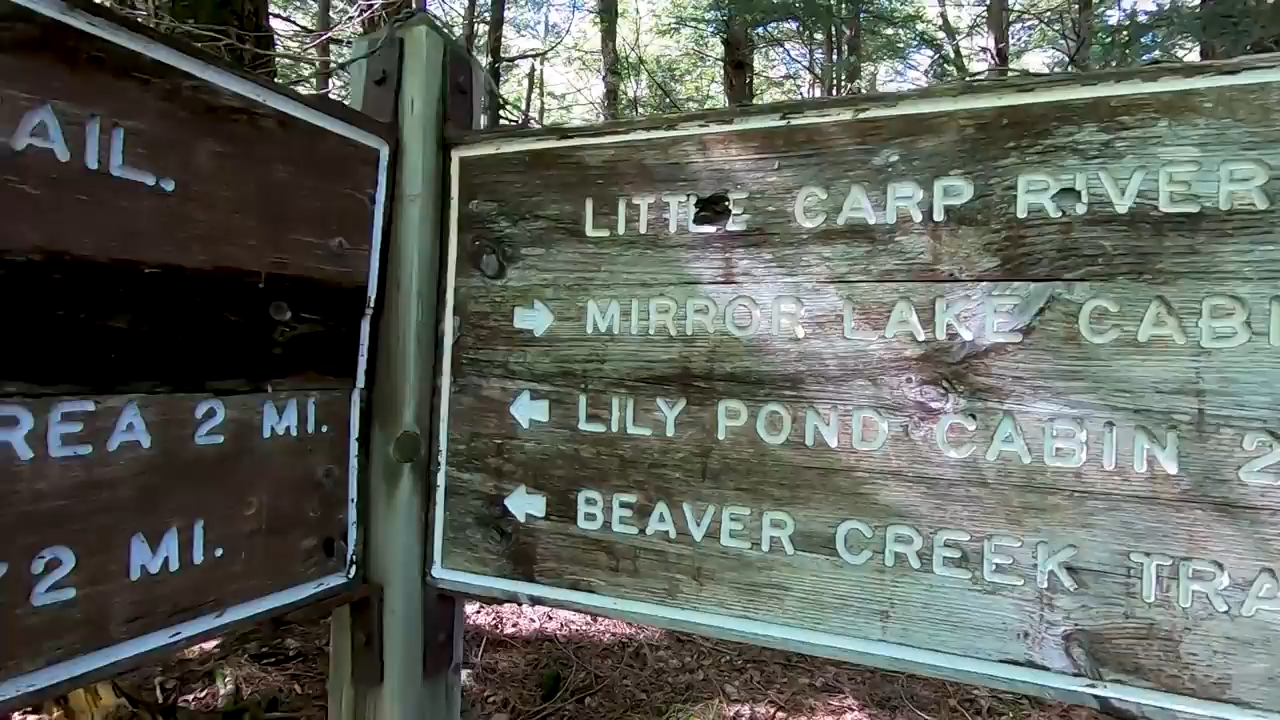 AIL.
REA 2 MI.
2 MI.
LITTLE CARP RIVER
→ MIRROR LAKE CABI
← LILY POND CABIN 2
← BEAVER CREEK TRA